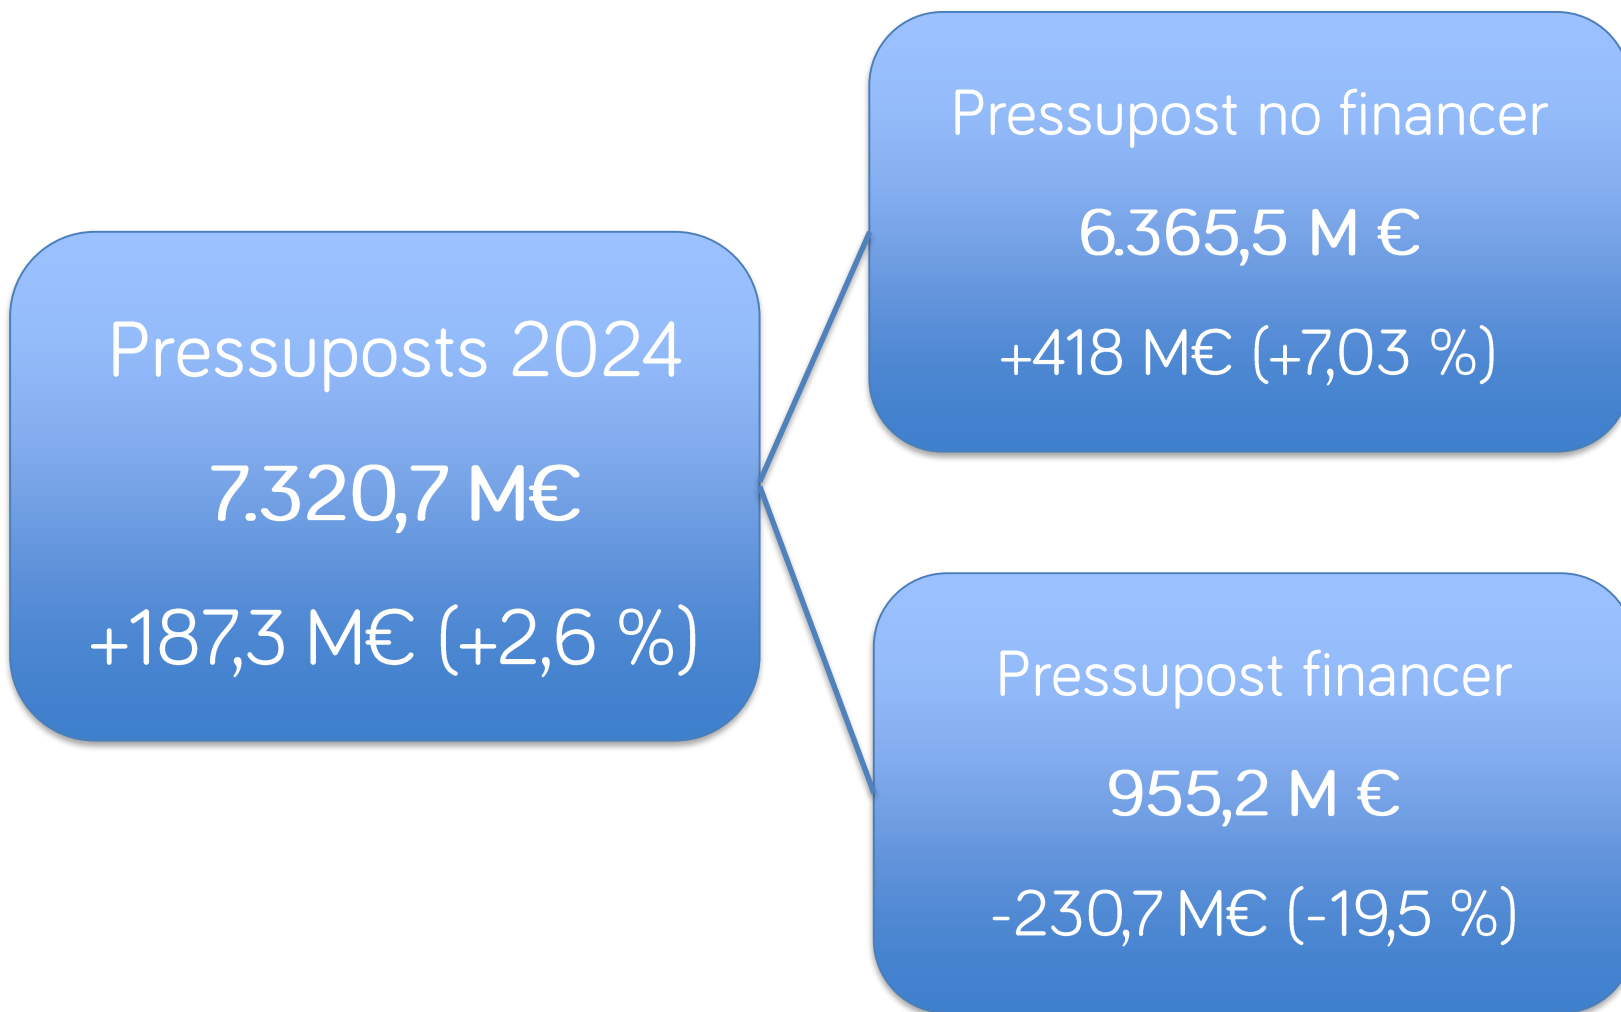 Pressuposts 2024
7.320,7 M€
+187,3 M€ (+2,6 %)
Pressupost no financer
6.365,5 M €
+418 M€ (+7,03 %)
Pressupost financer
955,2 M €
-230,7 M€ (-19,5 %)